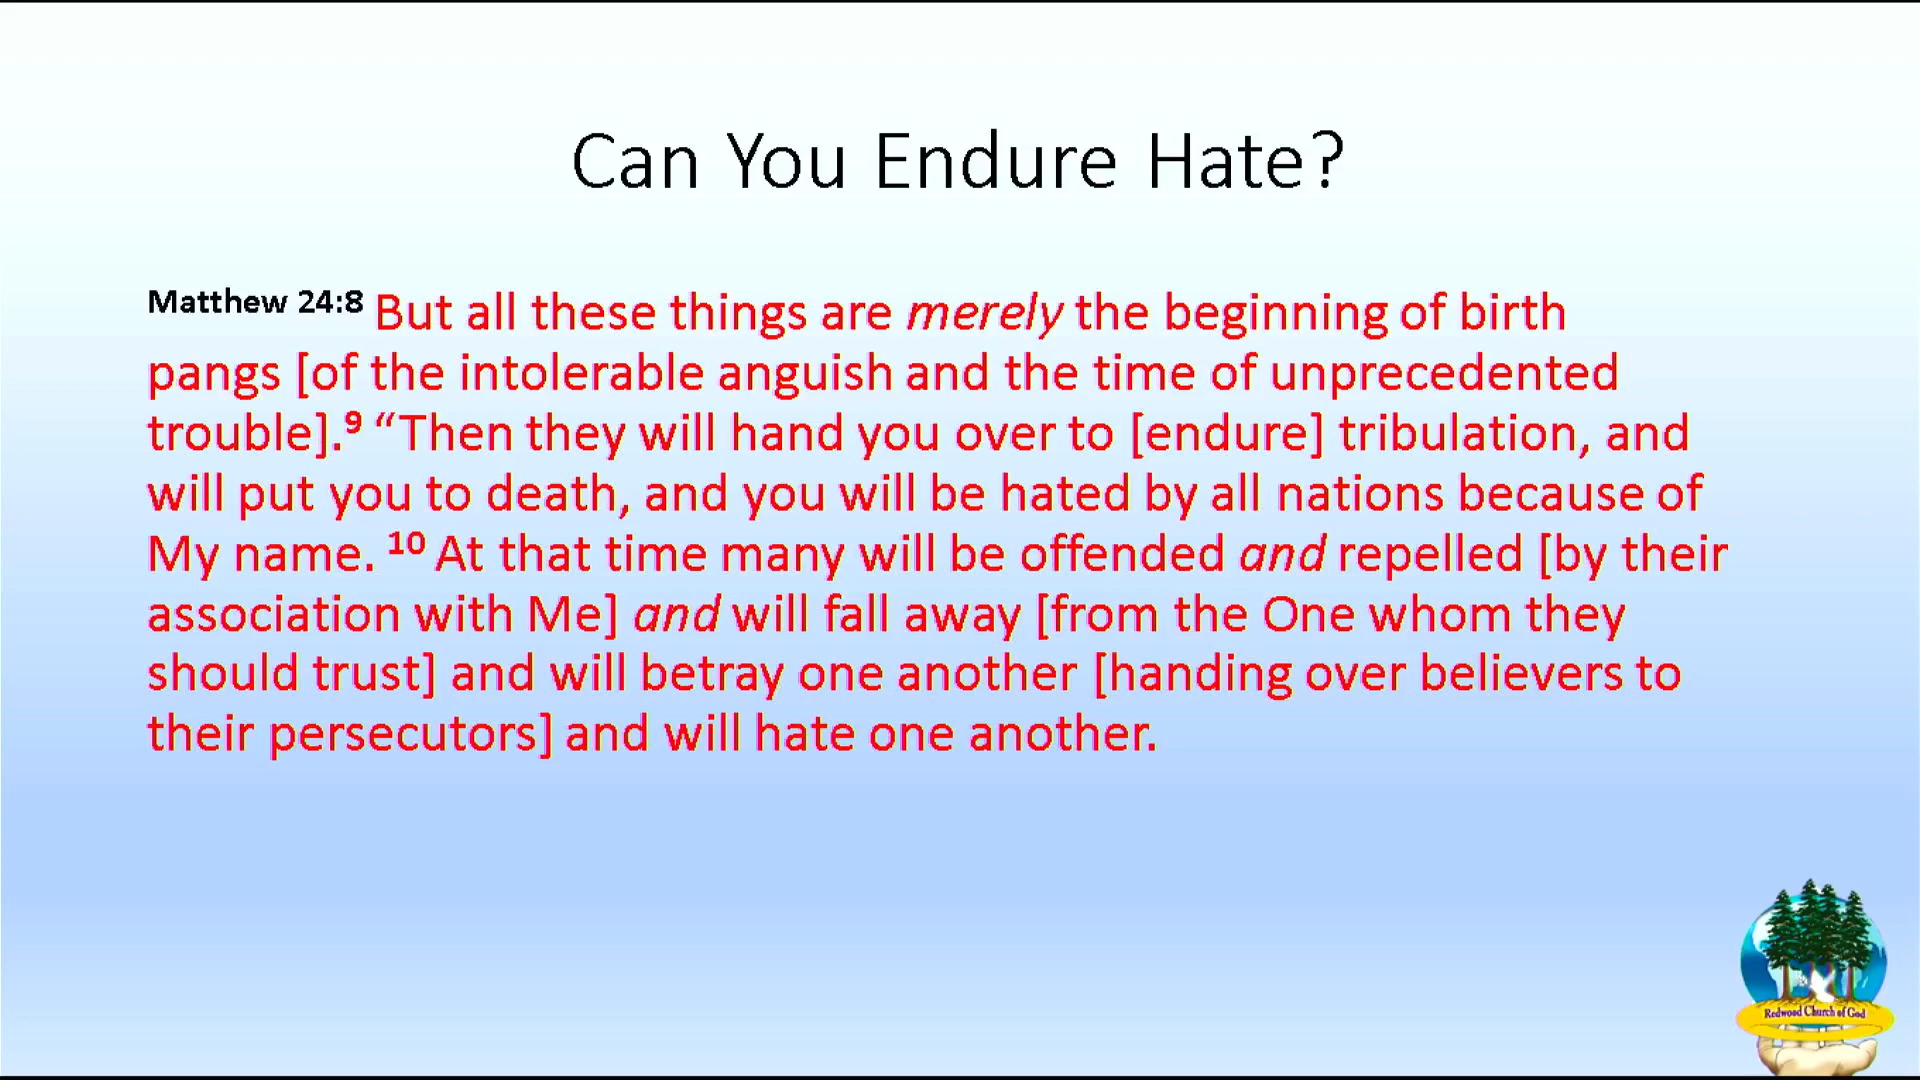 Can You Endure Hate?
Matthew 24:8 But all these things are merely the beginning of birth
pangs [of the intolerable anguish and the time of unprecedented
trouble].9 “Then they will hand you over to [endure] tribulation, and
will put you to death, and you will be hated by all nations because of
My name. 10 At that time many will be offended and repelled [by their
association with Me] and will fall away [from the One whom they
should trust] and will betray one another [handing over believers to
their persecutors] and will hate one another.
Redwood Church of God